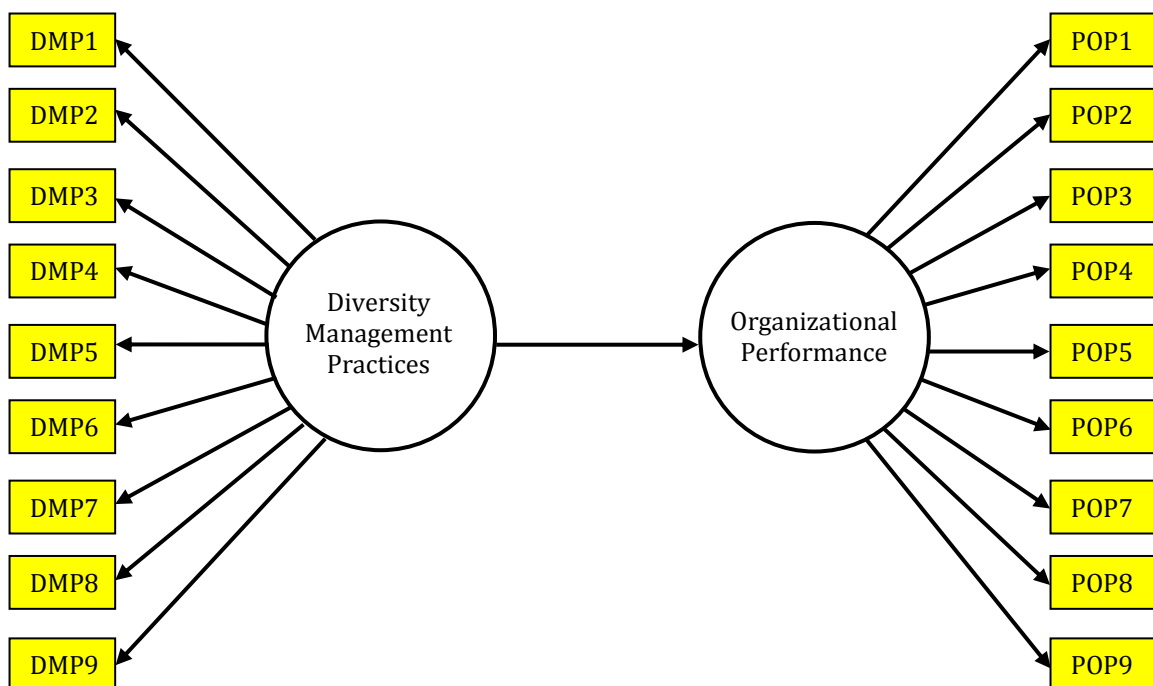 DMP1
DMP2
DMP3
DMP4
DMP5
DMP6
DMP7
DMP8
DMP9
Diversity
Management
Practices
Organizational
Performance
POP1
POP2
POP3
POP4
POP5
POP6
POP7
POP8
POP9